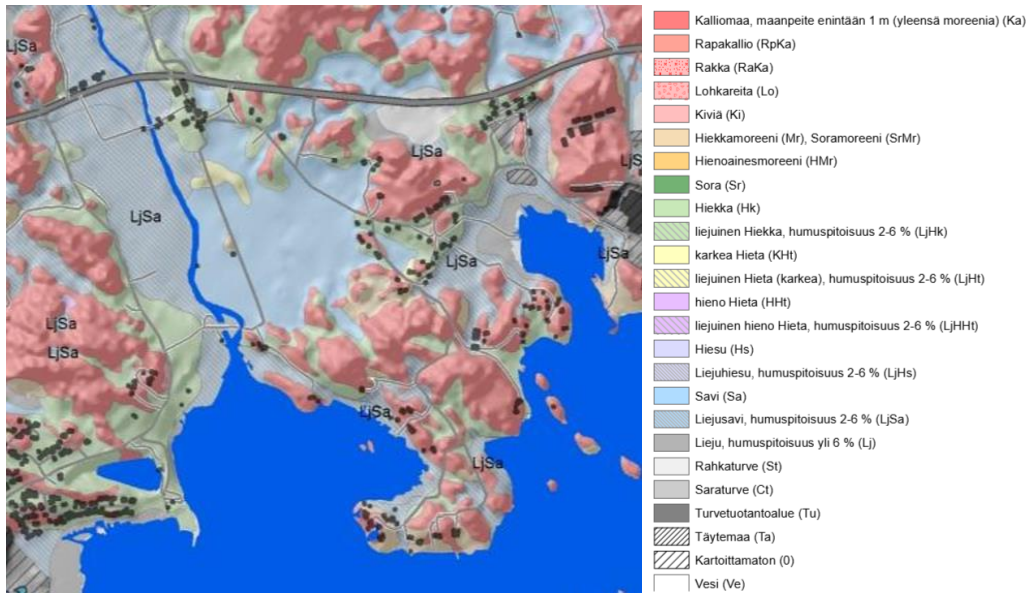 LjSa
LjSa
LjS
LjSa
LjSa
LjSa
LjSa
LjSa
LjSa
LjSa
Kalliomaa, maanpeite enintään 1 m (yleensä moreenia) (Ka)
Rapakallio (RpKa)
Rakka (RaKa)
Lohkareita (Lo)
Kiviä (Ki)
Hiekkamoreeni (Mr), Soramoreeni (SrMr)
Hienoainesmoreeni (HMr)
Sora (Sr)
Hiekka (Hk)
liejuinen Hiekka, humuspitoisuus 2-6 % (LjHk)
karkea Hieta (KHt)
liejuinen Hieta (karkea), humuspitoisuus 2-6 % (LjHt)
hieno Hieta (HHt)
liejuinen hieno Hieta, humuspitoisuus 2-6 % (LjHHt)
Hiesu (Hs)
Liejuhiesu, humuspitoisuus 2-6 % (LjHs)
Savi (Sa)
Liejusavi, humuspitoisuus 2-6 % (LjSa)
Lieju, humuspitoisuus yli 6 % (Lj)
Rahkaturve (St)
Saraturve (Ct)
Turvetuotantoalue (Tu)
Täytemaa (Ta)
Kartoittamaton (0)
Vesi (Ve)